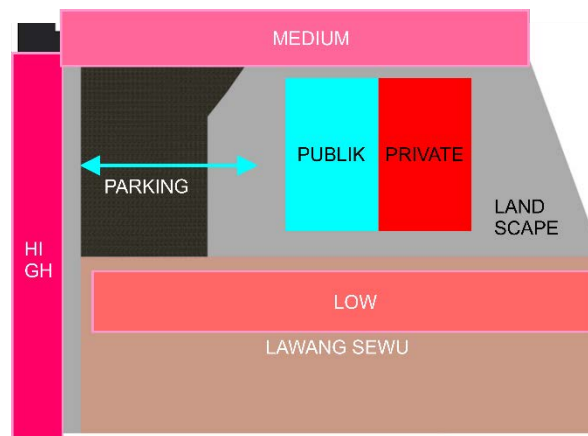 MEDIUM
PUBLIK
PRIVATE
PARKING
LAND
SCAPE
HI
GH
LOW
LAWANG SEWU